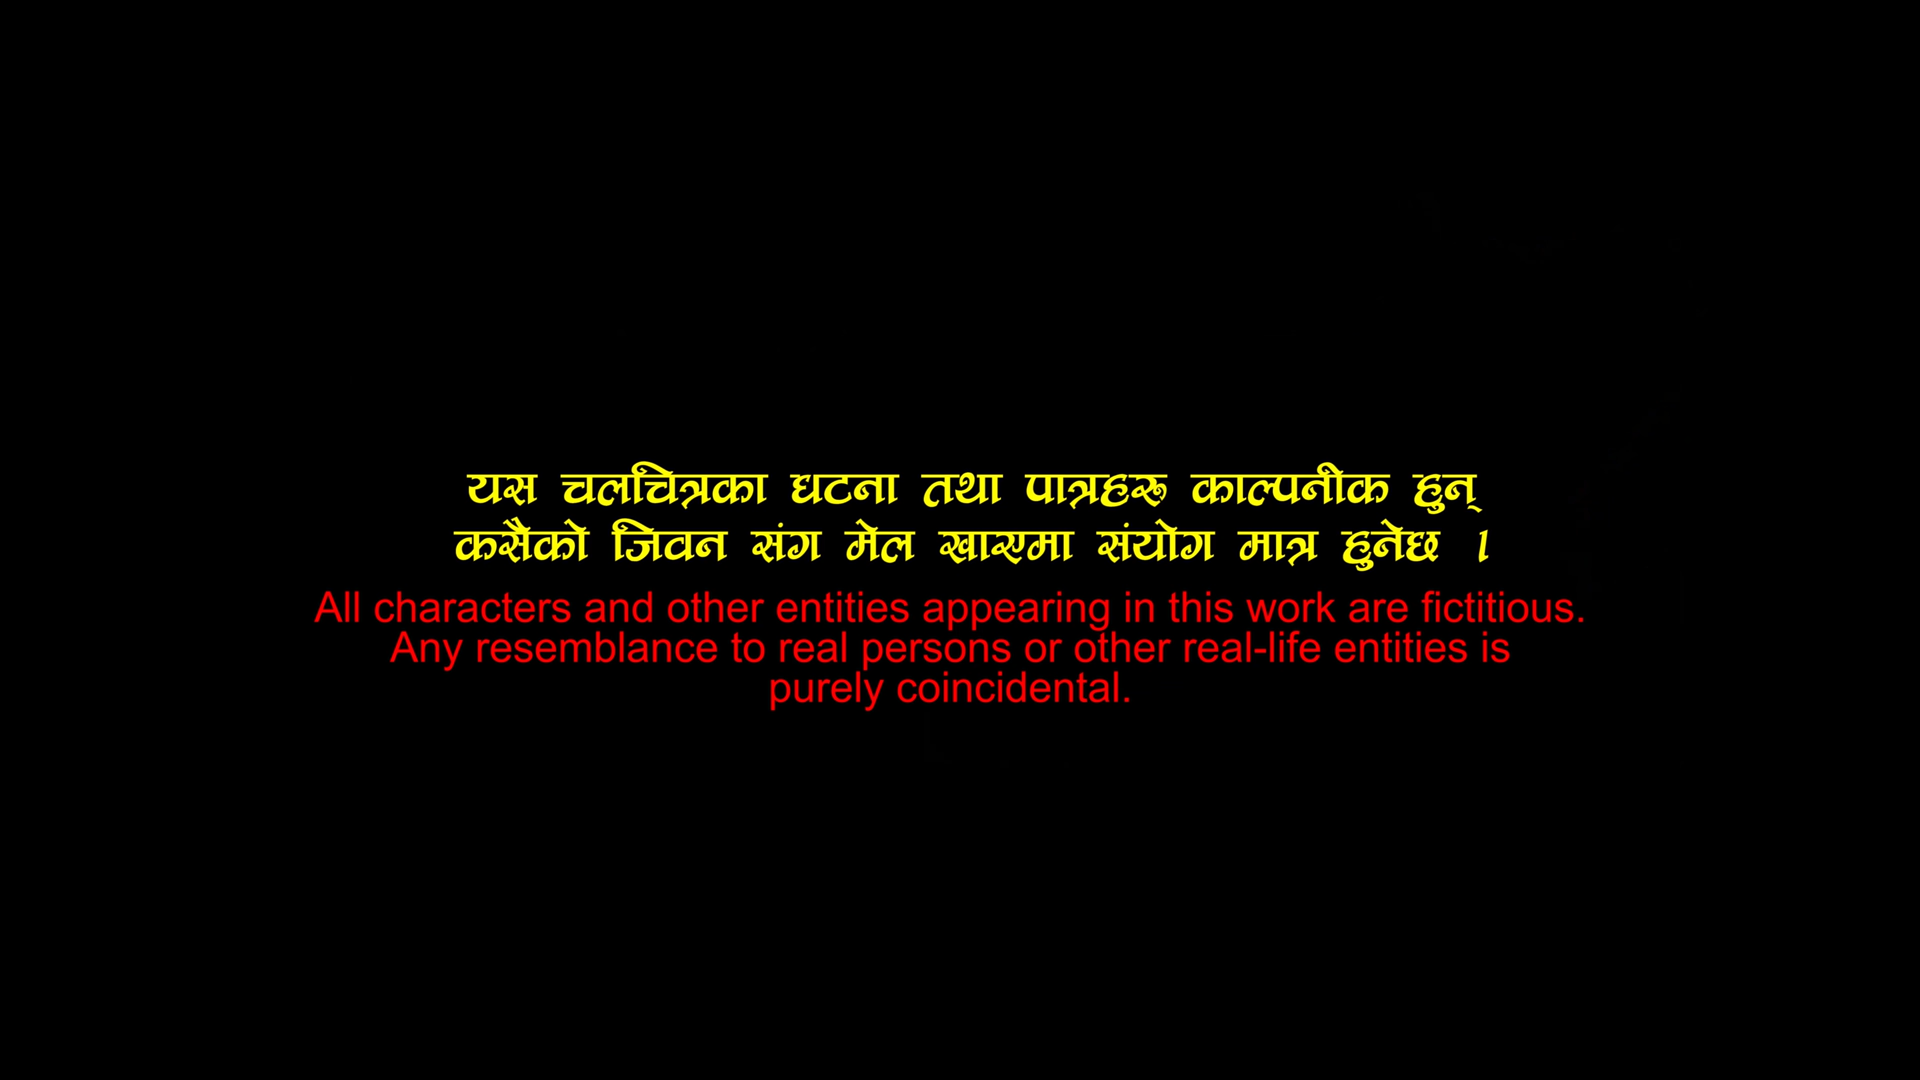 यस चलचित्रका घटना तथा पात्रहरू काल्पनीक हुन्
कसैको जिवन संग मेल खाएमा संयोग मात्र हुनेछ ।
All characters and other entities appearing in this work are fictitious.
Any resemblance to real persons or other real-life entities is
purely coincidental.